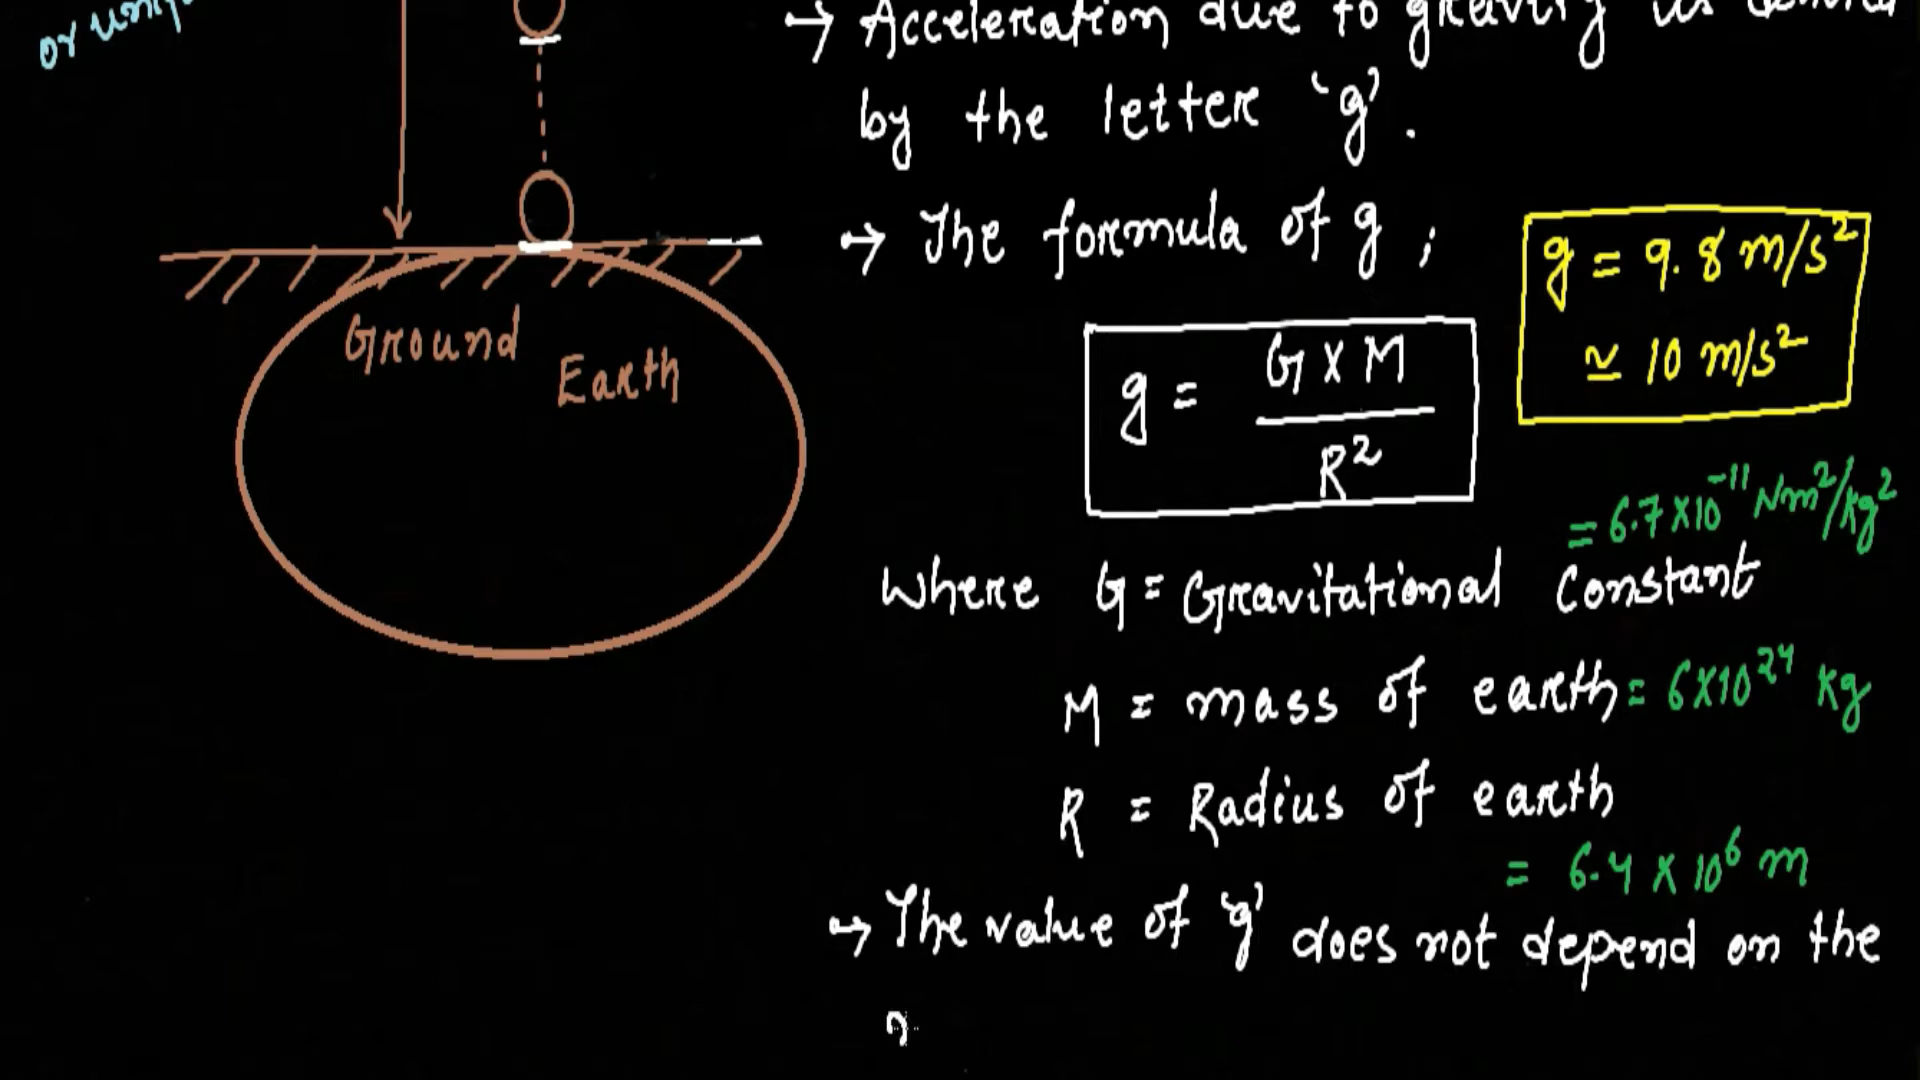 → Acceleration due to gravity is
by the letter 'g'.
→ The formula of g ;
g = 9.8 m/s²
≃ 10 m/s²
g = G × M / R²
= 6.7 × 10⁻¹¹ Nm²/kg²
Where G = Gravitational Constant
M = mass of earth = 6×10²⁴ kg
R = Radius of earth
= 6.4 × 10⁶ m
→ The value of 'g' does not depend on the
Ground
Earth
or